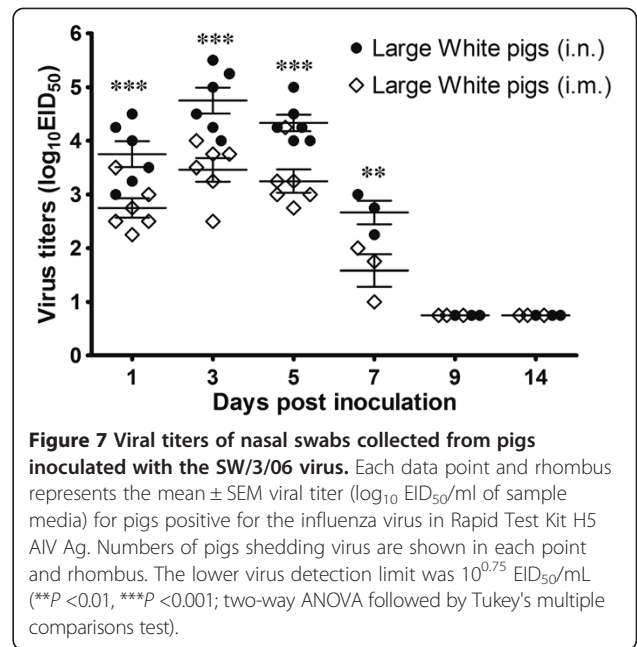 *** *** *** **
● Large White pigs (i.n.)
◇ Large White pigs (i.m.)
Virus titers (log₁₀EID₅₀)
6
5
4
3
2
1
0
1 3 5 7 9 14
Days post inoculation
Figure 7 Viral titers of nasal swabs collected from pigs
inoculated with the SW/3/06 virus. Each data point and rhombus
represents the mean ± SEM viral titer (log₁₀ EID₅₀/ml of sample
media) for pigs positive for the influenza virus in Rapid Test Kit H5
AIV Ag. Numbers of pigs shedding virus are shown in each point
and rhombus. The lower virus detection limit was 10⁰·⁷⁵ EID₅₀/mL
(**P <0.01, ***P <0.001; two-way ANOVA followed by Tukey's multiple
comparisons test).